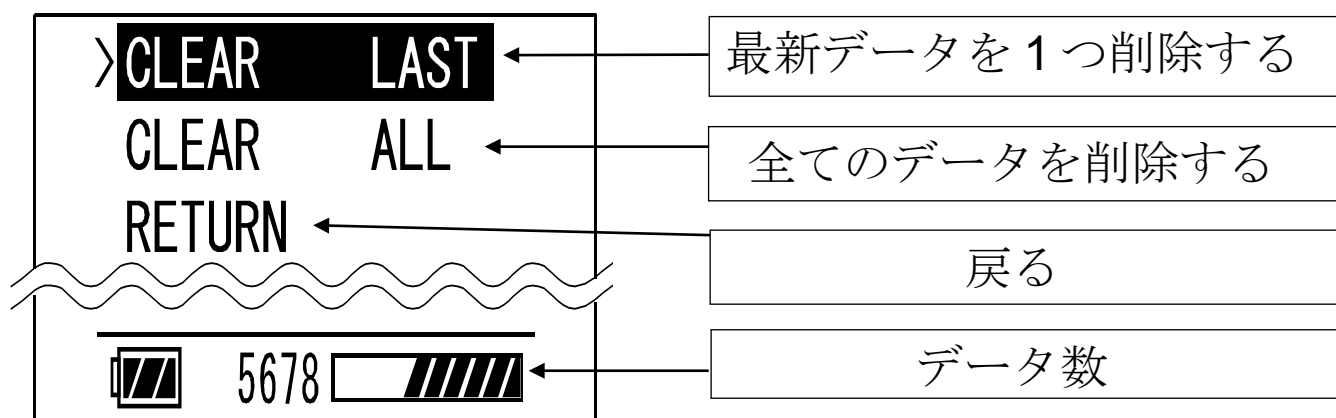 >CLEAR LAST
最新データを1つ削除する
CLEAR ALL
全てのデータを削除する
RETURN
戻る
5678
データ数